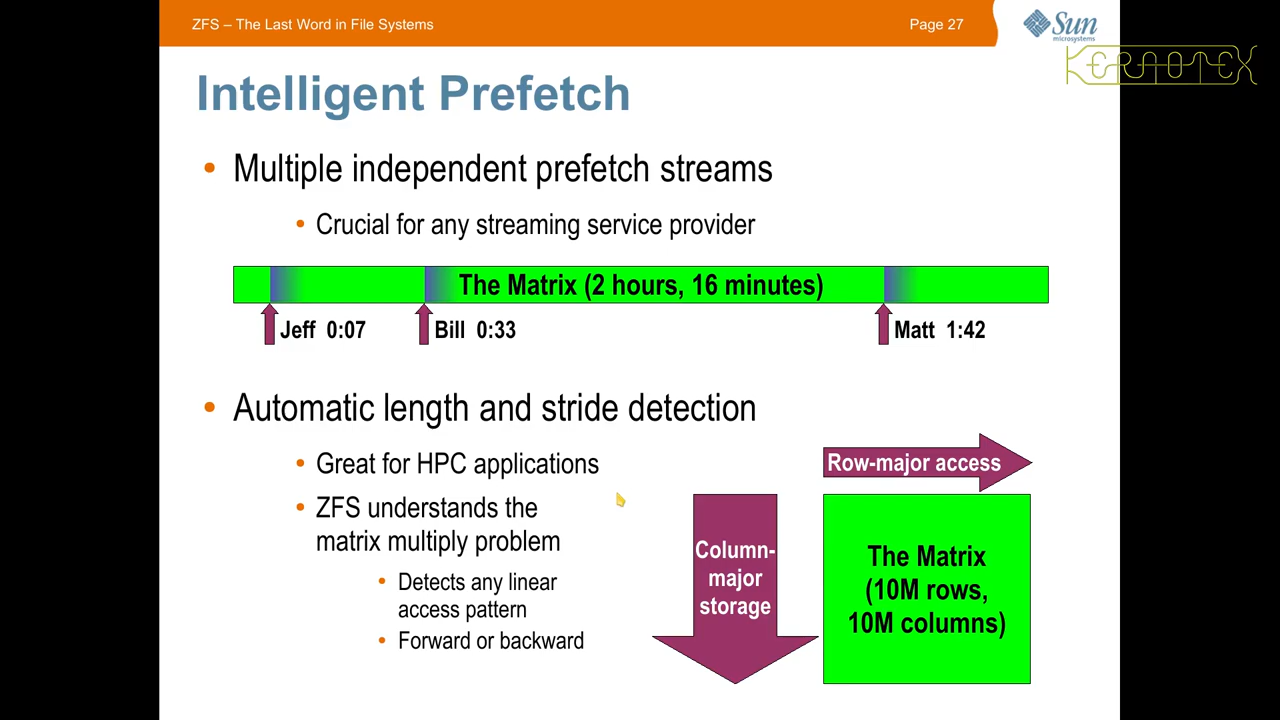 ZFS – The Last Word in File Systems
Page 27
Sun
microsystems
KERNOTEX
Intelligent Prefetch
• Multiple independent prefetch streams
• Crucial for any streaming service provider
The Matrix (2 hours, 16 minutes)
Jeff 0:07
Bill 0:33
Matt 1:42
• Automatic length and stride detection
• Great for HPC applications
• ZFS understands the
matrix multiply problem
• Detects any linear
access pattern
• Forward or backward
Row-major access
Column-
major
storage
The Matrix
(10M rows,
10M columns)